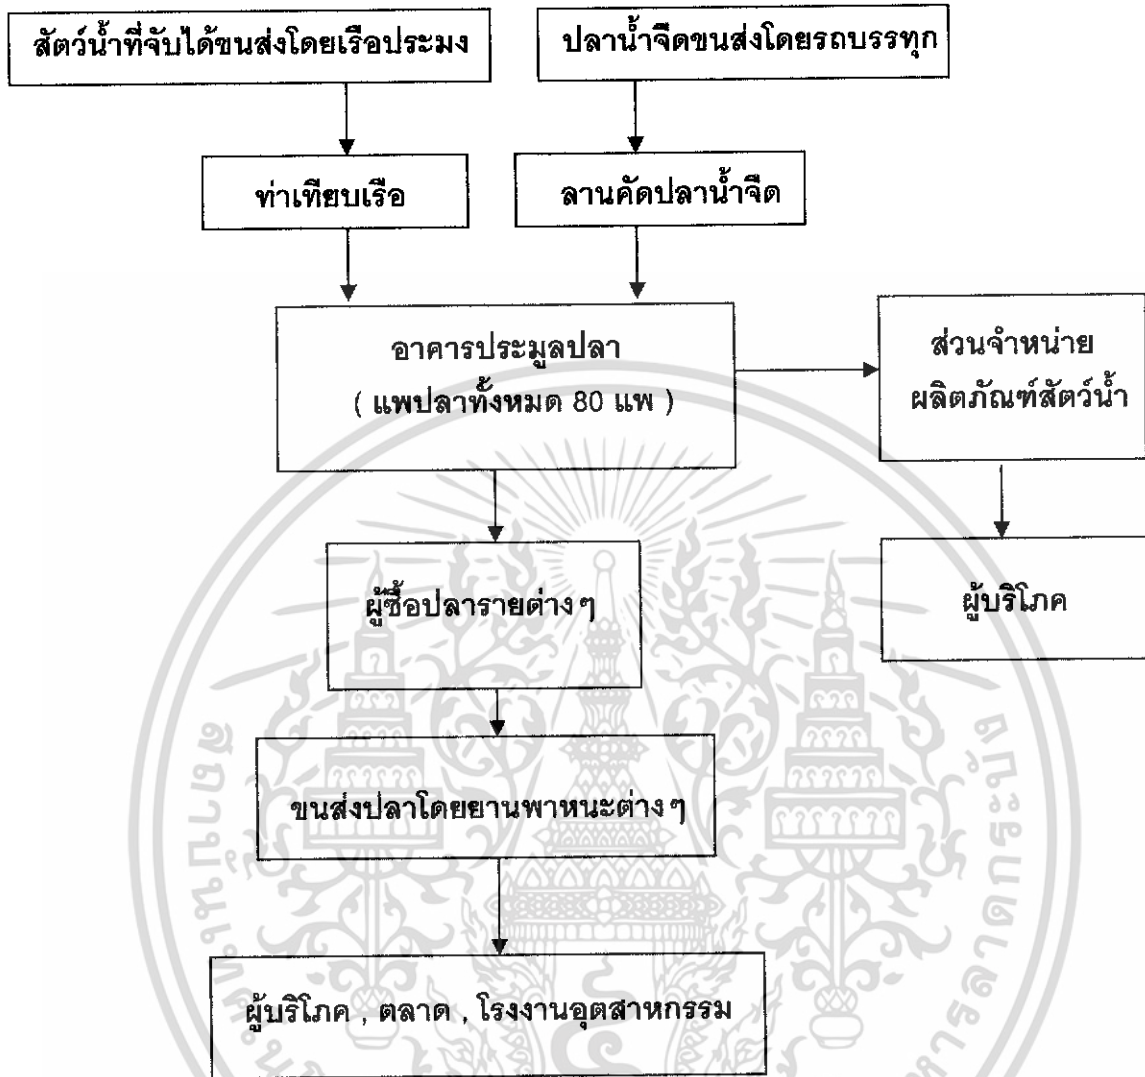 สัตว์น้ำที่จับได้ขนส่งโดยเรือประมง
ปลาน้ำจืดขนส่งโดยรถบรรทุก
ท่าเทียบเรือ
ลานคัดปลาน้ำจืด
อาคารประมูลปลา
( แพปลาทั้งหมด 80 แพ )
ส่วนจำหน่าย
ผลิตภัณฑ์สัตว์น้ำ
ผู้ซื้อปลารายต่างๆ
ผู้บริโภค
ขนส่งปลาโดยยานพาหนะต่างๆ
ผู้บริโภค , ตลาด , โรงงานอุตสาหกรรม